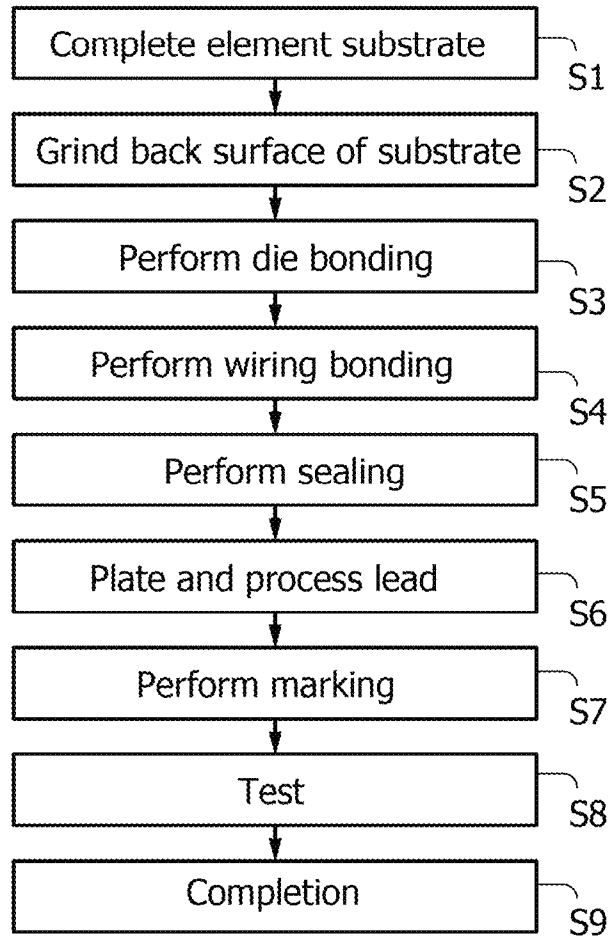 Complete element substrate
S1
Grind back surface of substrate
S2
Perform die bonding
S3
Perform wiring bonding
S4
Perform sealing
S5
Plate and process lead
S6
Perform marking
S7
Test
S8
Completion
S9